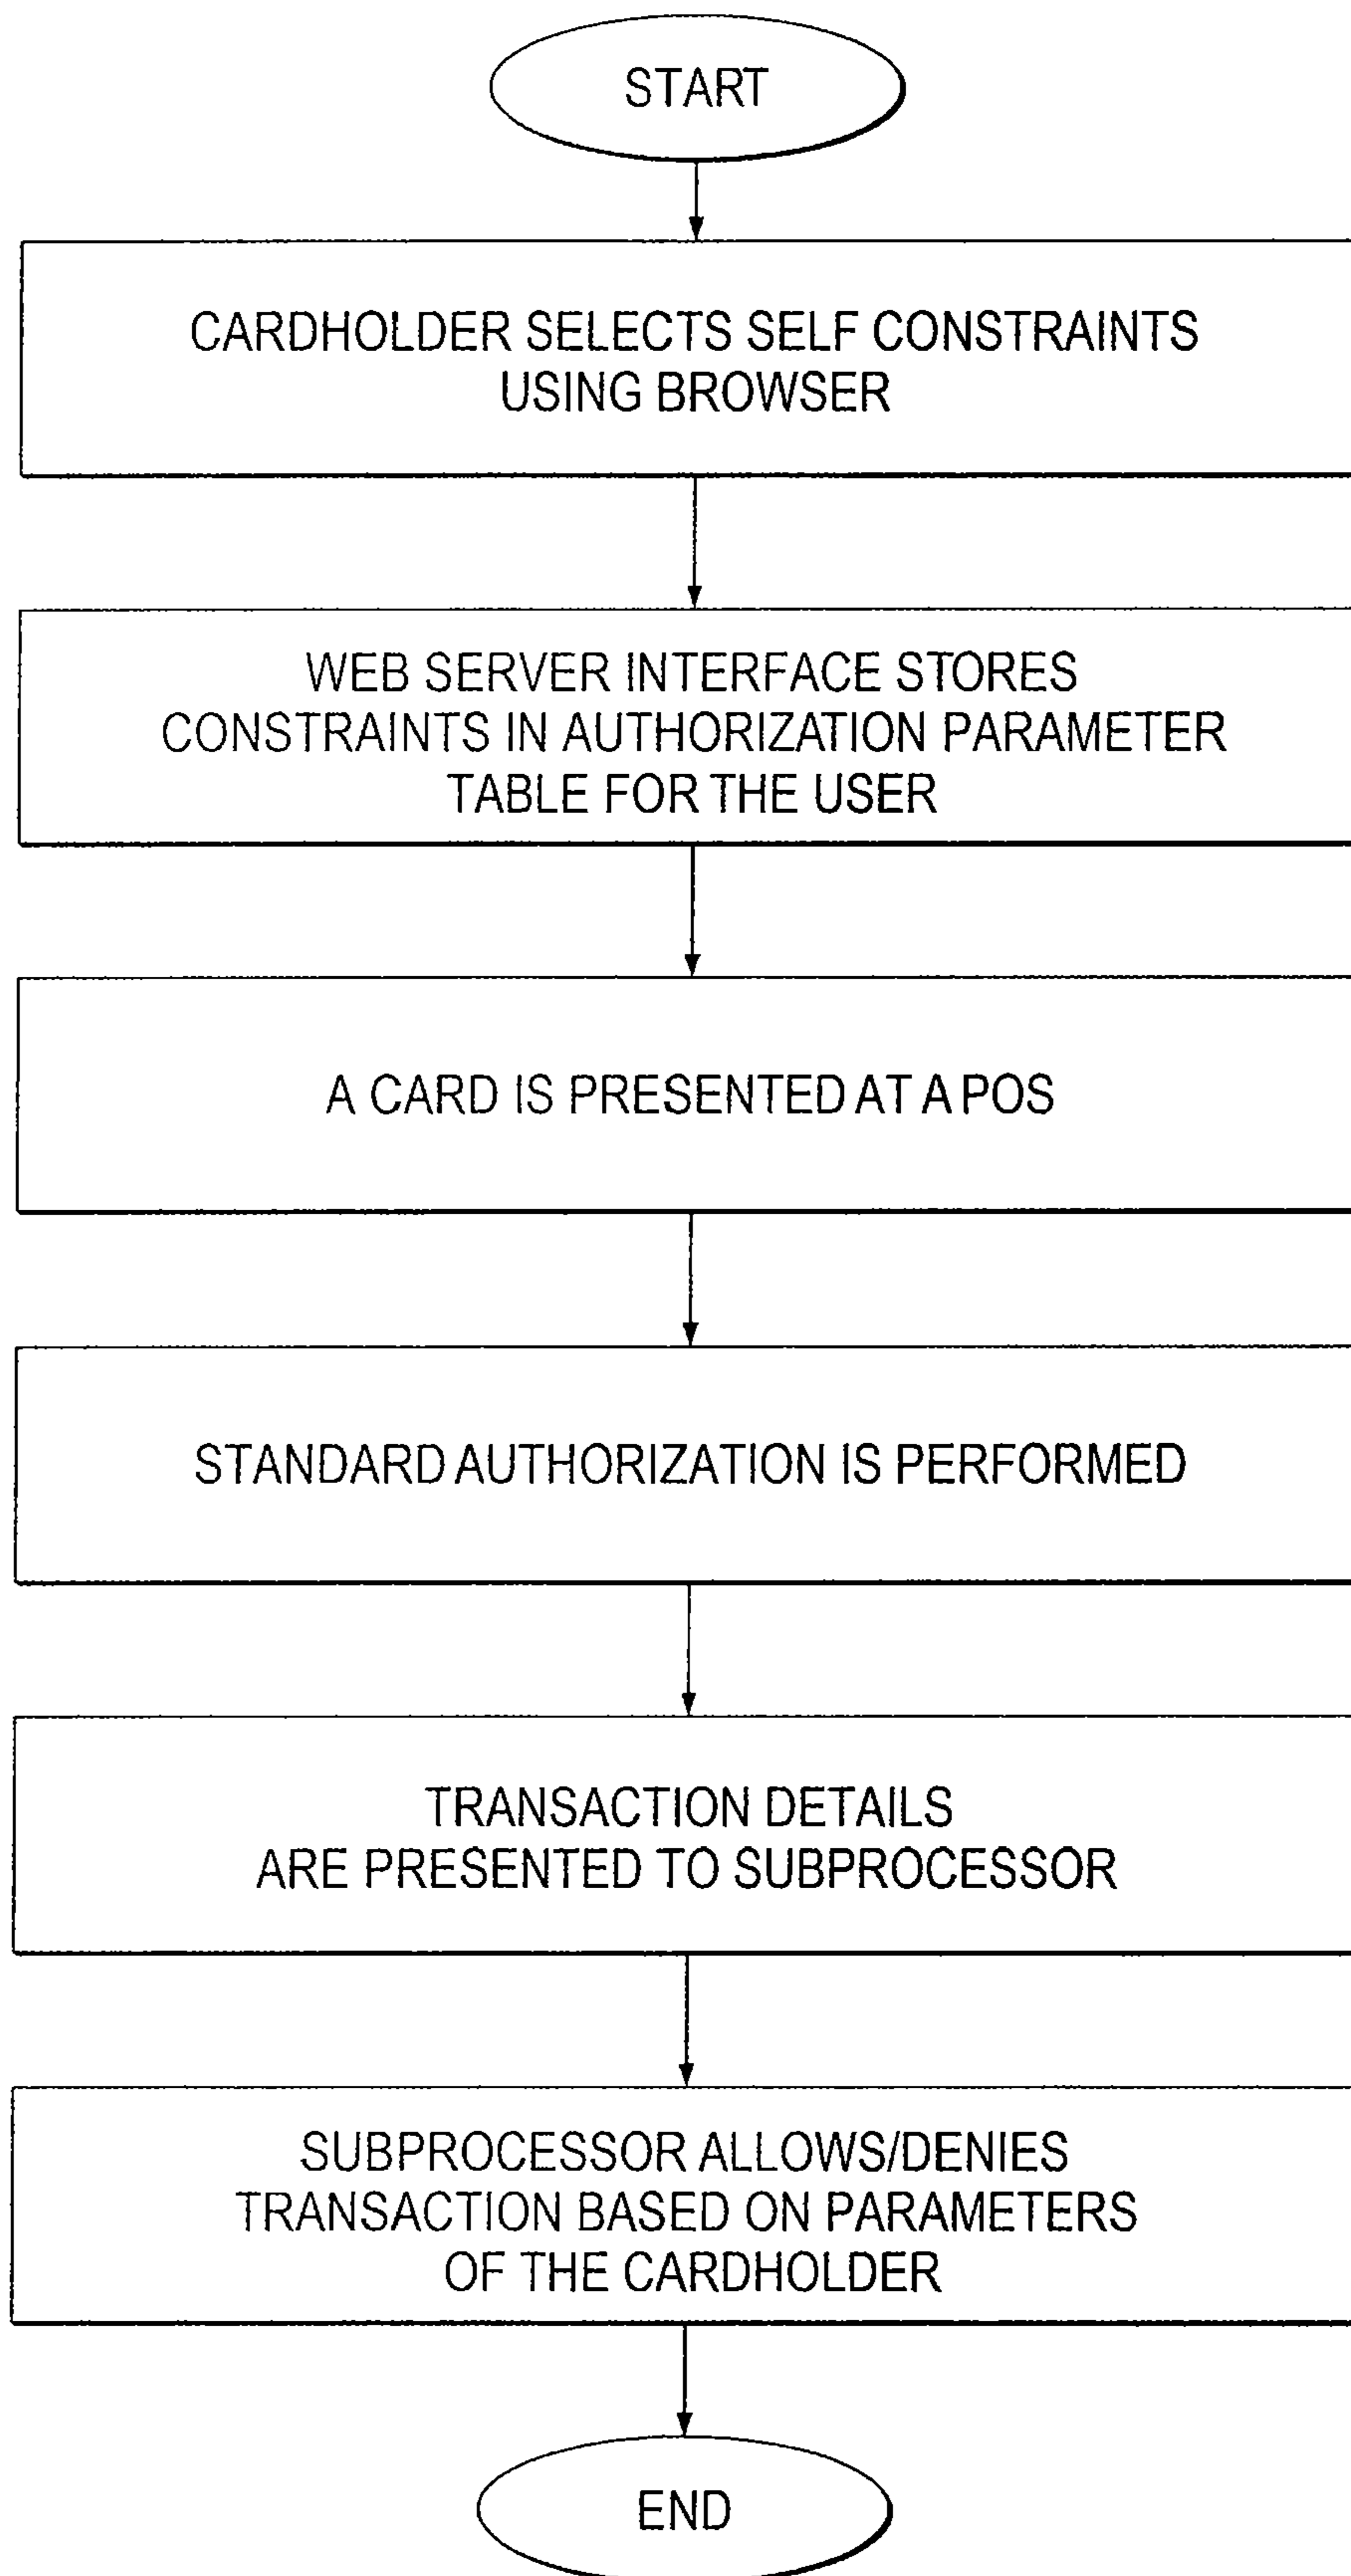 START
CARDHOLDER SELECTS SELF CONSTRAINTS
USING BROWSER
WEB SERVER INTERFACE STORES
CONSTRAINTS IN AUTHORIZATION PARAMETER
TABLE FOR THE USER
A CARD IS PRESENTED AT A POS
STANDARD AUTHORIZATION IS PERFORMED
TRANSACTION DETAILS
ARE PRESENTED TO SUBPROCESSOR
SUBPROCESSOR ALLOWS/DENIES
TRANSACTION BASED ON PARAMETERS
OF THE CARDHOLDER
END